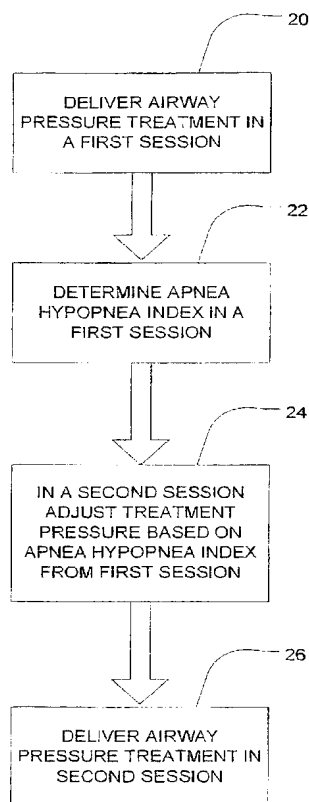 20
DELIVER AIRWAY
PRESSURE TREATMENT IN
A FIRST SESSION
22
DETERMINE APNEA
HYPOPNEA INDEX IN A
FIRST SESSION
24
IN A SECOND SESSION
ADJUST TREATMENT
PRESSURE BASED ON
APNEA HYPOPNEA INDEX
FROM FIRST SESSION
26
DELIVER AIRWAY
PRESSURE TREATMENT IN
SECOND SESSION